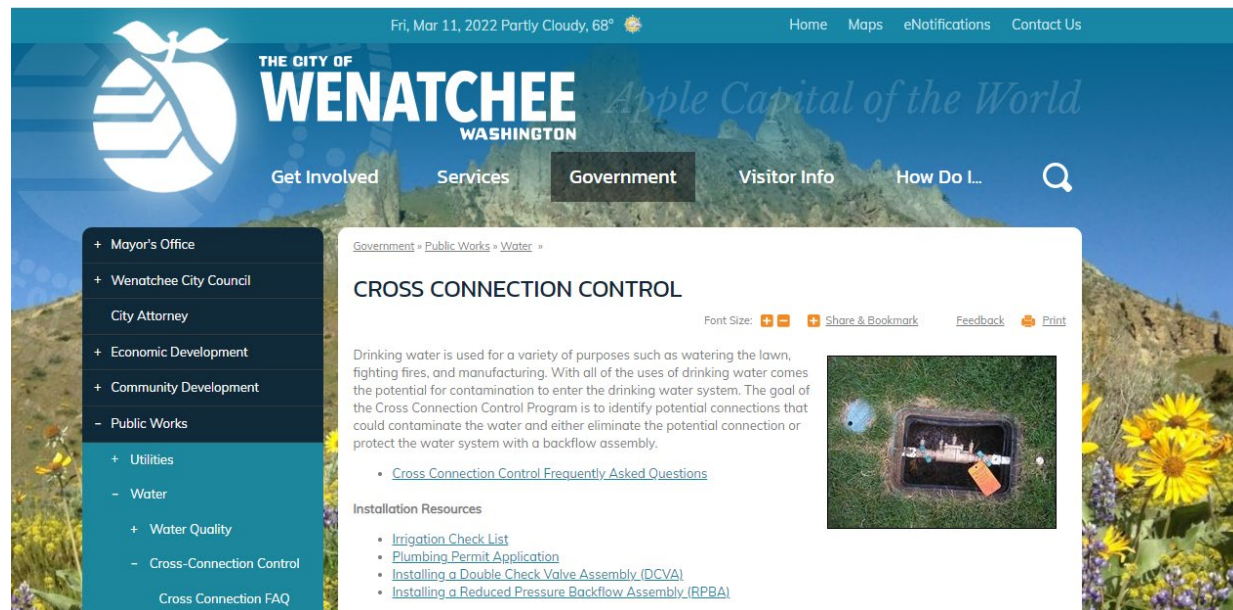 Fri, Mar 11, 2022 Partly Cloudy, 68°
Home Maps eNotifications Contact Us
THE CITY OF
WENATCHEE
WASHINGTON
Apple Capital of the World
Get Involved Services Government Visitor Info How Do I...
+ Mayor's Office
+ Wenatchee City Council
City Attorney
+ Economic Development
+ Community Development
– Public Works
+ Utilities
– Water
+ Water Quality
– Cross-Connection Control
Cross Connection FAQ
Government » Public Works » Water »
CROSS CONNECTION CONTROL
Font Size: + – + Share & Bookmark Feedback Print
Drinking water is used for a variety of purposes such as watering the lawn,
fighting fires, and manufacturing. With all of the uses of drinking water comes
the potential for contamination to enter the drinking water system. The goal of
the Cross Connection Control Program is to identify potential connections that
could contaminate the water and either eliminate the potential connection or
protect the water system with a backflow assembly.
• Cross Connection Control Frequently Asked Questions
Installation Resources
• Irrigation Check List
• Plumbing Permit Application
• Installing a Double Check Valve Assembly (DCVA)
• Installing a Reduced Pressure Backflow Assembly (RPBA)